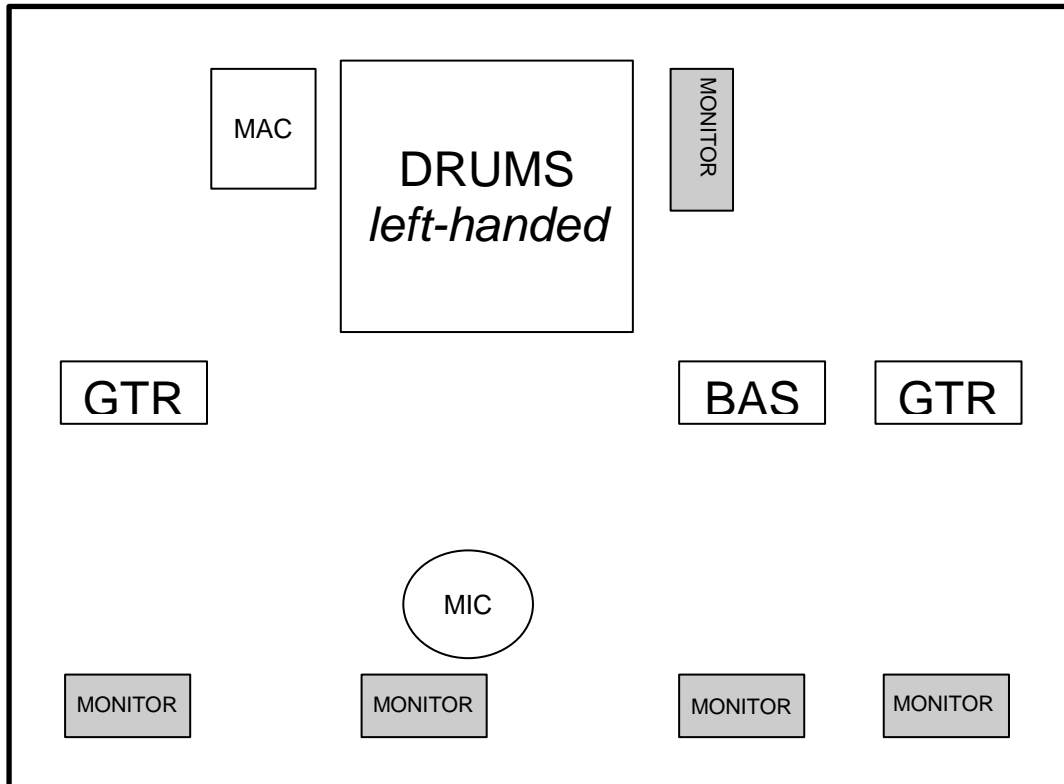 MAC
DRUMS
left-handed
MONITOR
GTR
BAS
GTR
MIC
MONITOR
MONITOR
MONITOR
MONITOR